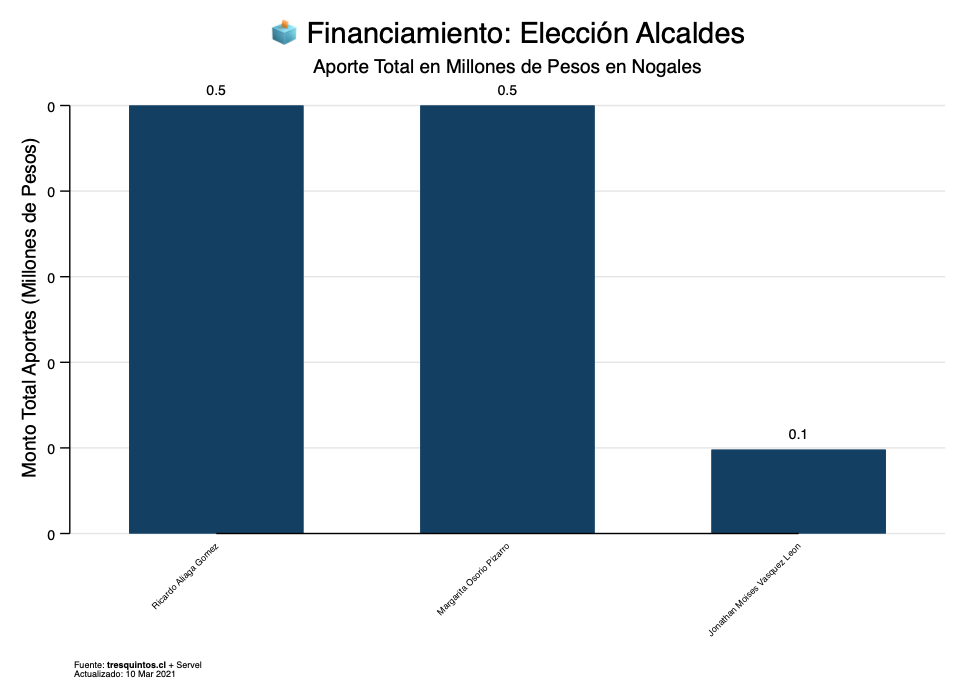 Financiamiento: Elección Alcaldes
Aporte Total en Millones de Pesos en Nogales
Monto Total Aportes (Millones de Pesos)
0
0
0
0
0
0
0.5
0.5
0.1
Ricardo Aliaga Gomez
Margarita Osorio Pizarro
Jonathan Moises Vasquez Leon
Fuente: tresquintos.cl + Servel
Actualizado: 10 Mar 2021